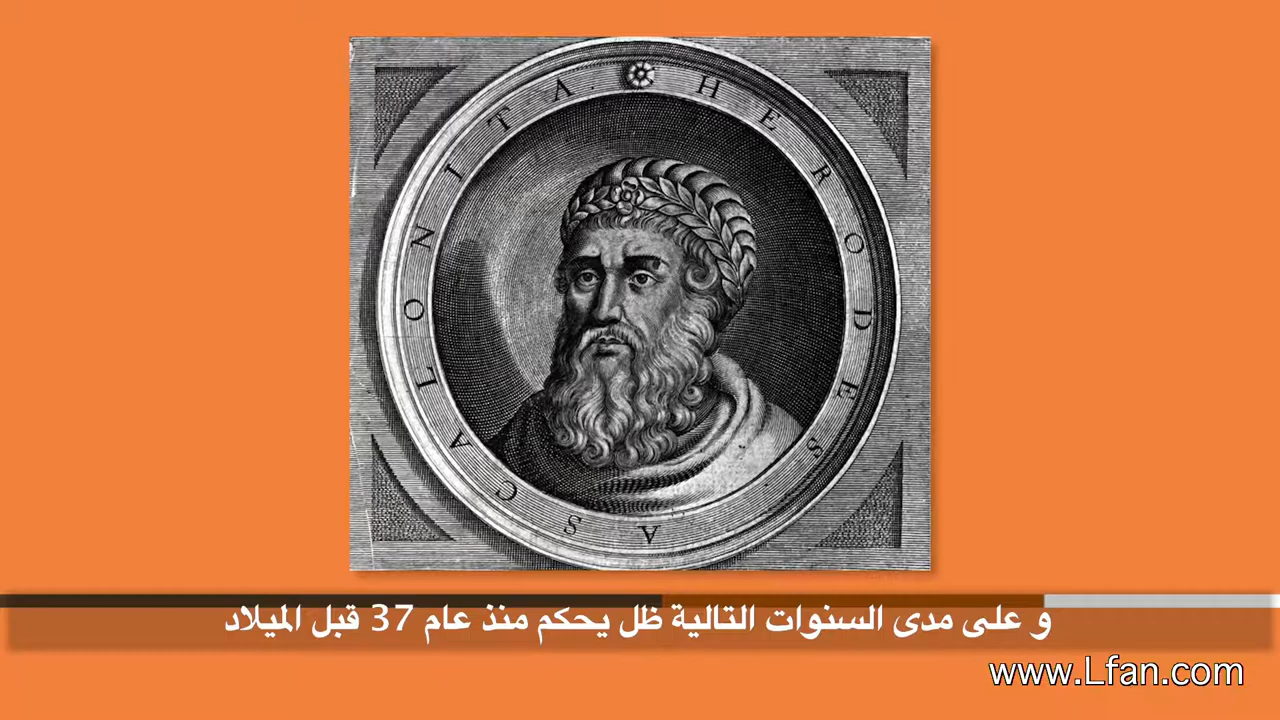 HERODES ASCALONITA.
و على مدى السنوات التالية ظل يحكم منذ عام 37 قبل الميلاد
www.Lfan.com